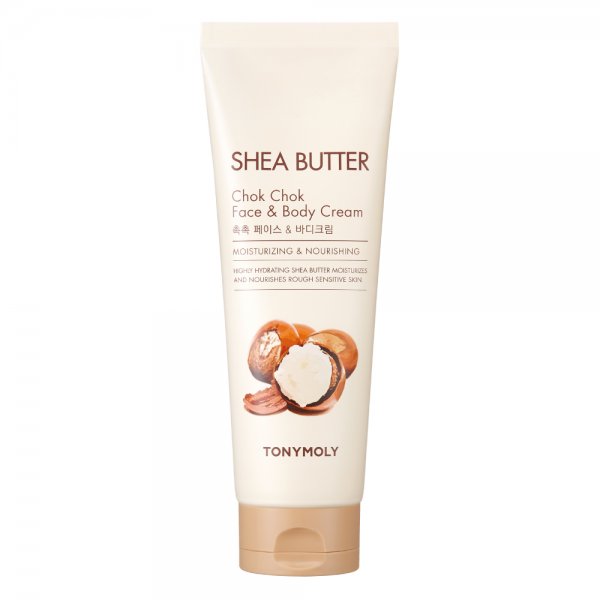 SHEA BUTTER
Chok Chok
Face & Body Cream
촉촉 페이스 & 바디크림
MOISTURIZING & NOURISHING
HIGHLY HYDRATING SHEA BUTTER MOISTURIZES
AND NOURISHES ROUGH SENSITIVE SKIN.
TONYMOLY